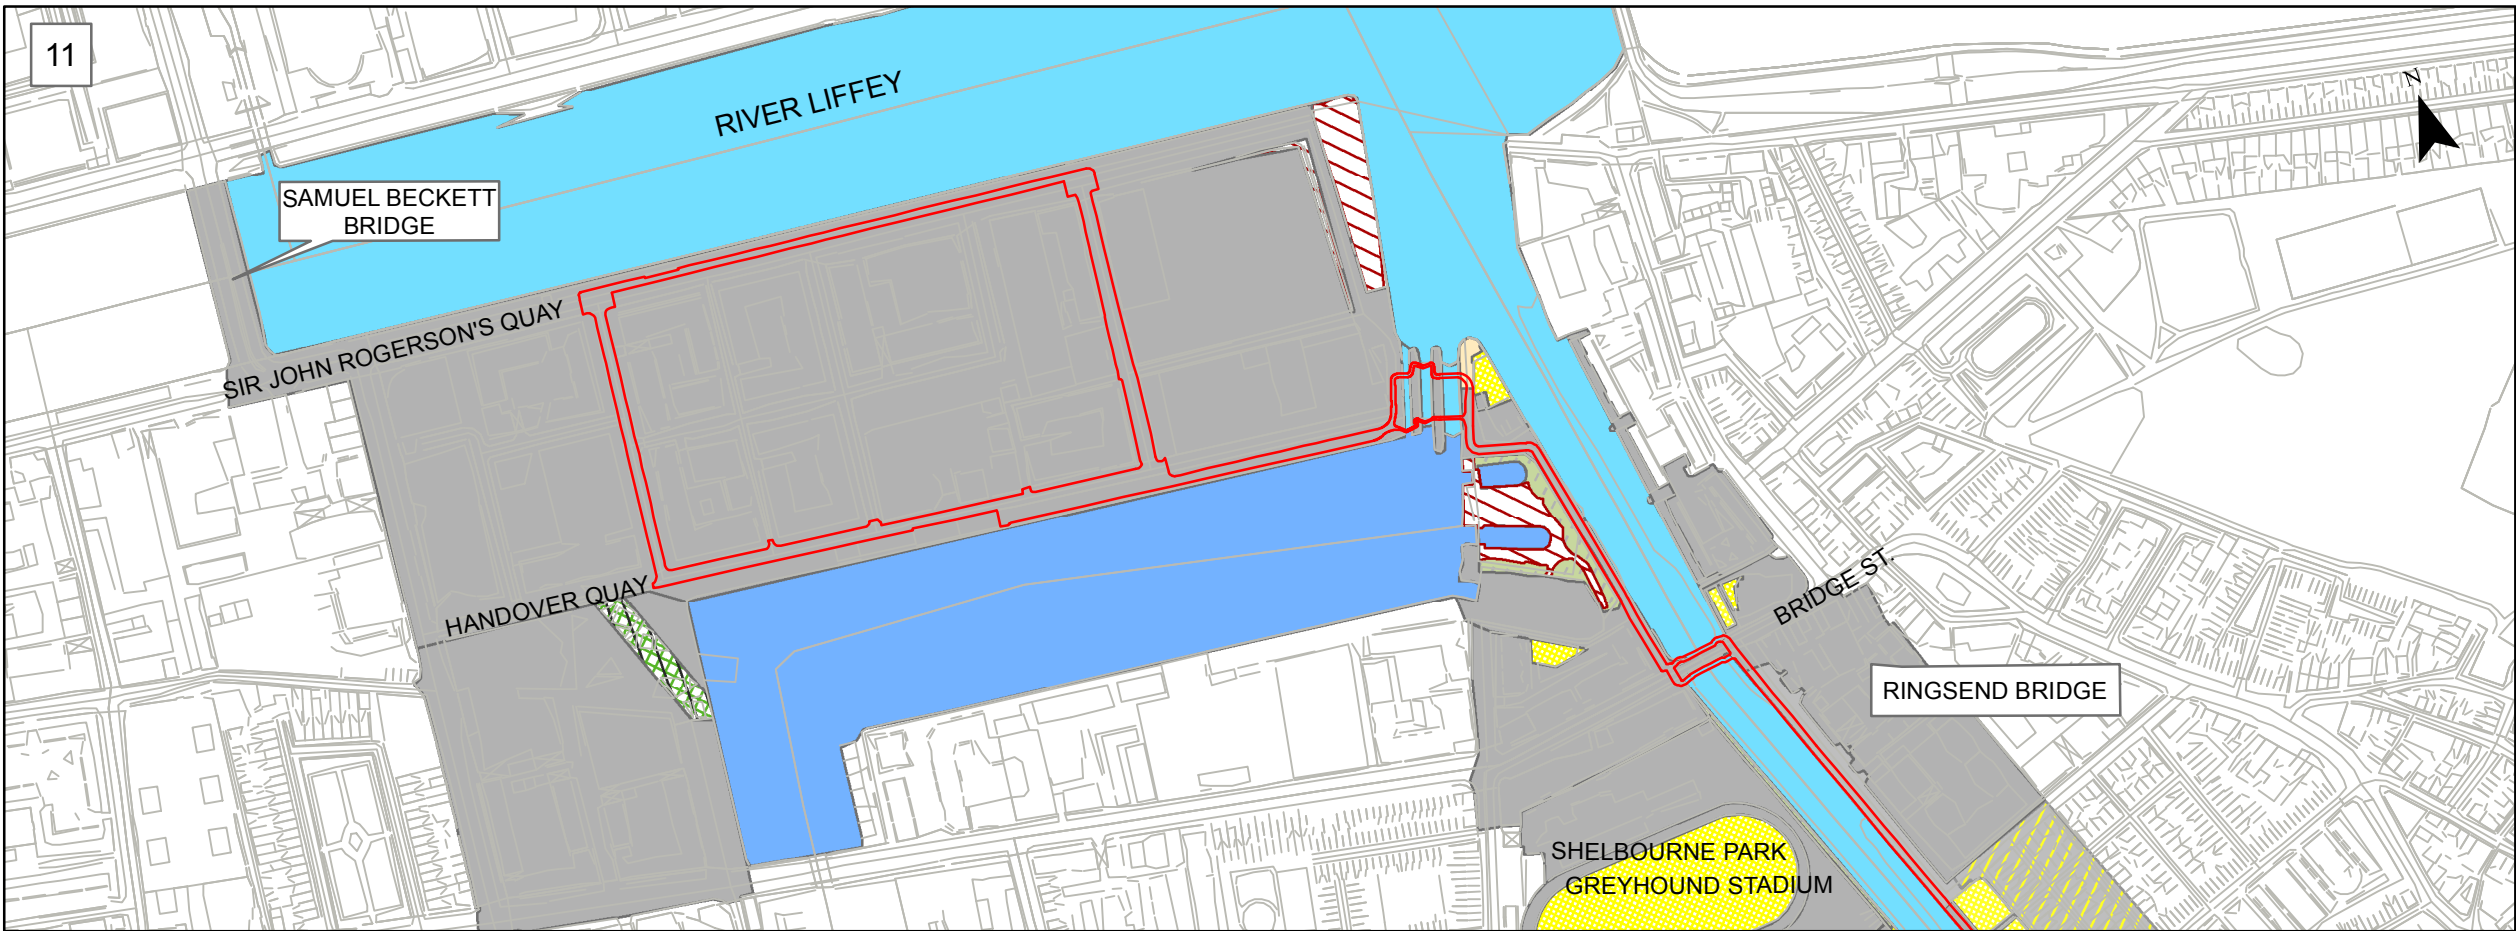 11
N
RIVER LIFFEY
SAMUEL BECKETT
BRIDGE
SIR JOHN ROGERSON'S QUAY
HANDOVER QUAY
BRIDGE ST.
RINGSEND BRIDGE
SHELBOURNE PARK
GREYHOUND STADIUM